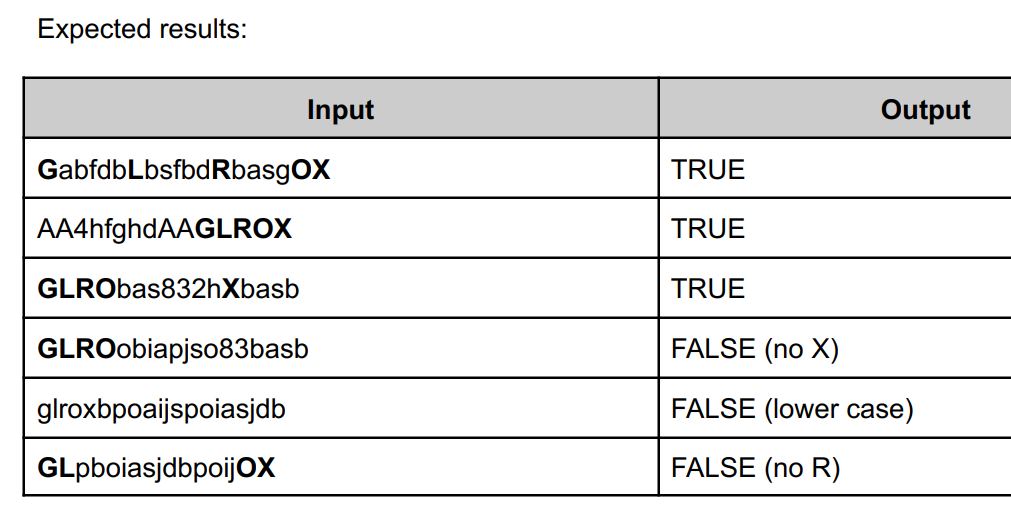 Expected results:
Input Output
GabfdbLbsfbdRbasgOX TRUE
AA4hfghdAAGLROX TRUE
GLRObas832hXbasb TRUE
GLROobiapjso83basb FALSE (no X)
glroxbpoaijspoiasjdb FALSE (lower case)
GLpboiasjdbpoijOX FALSE (no R)